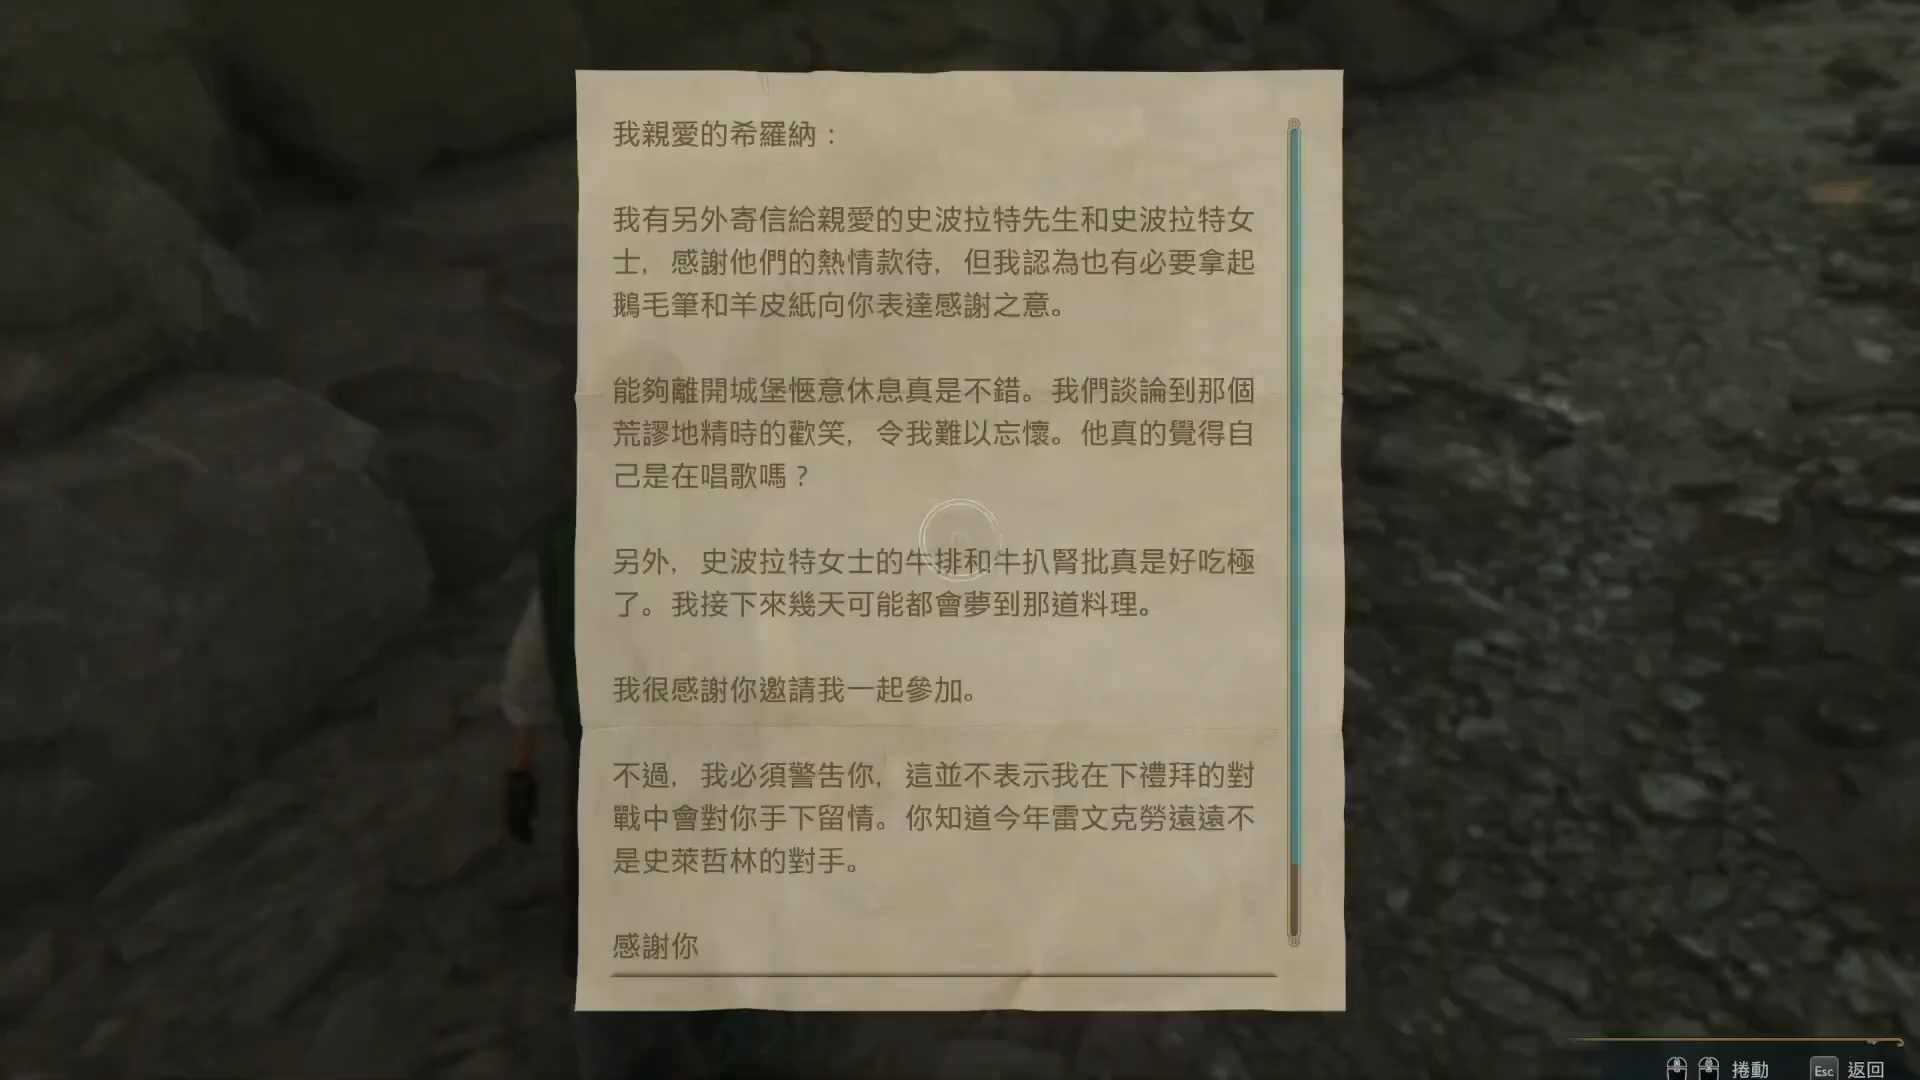 我親愛的希羅納：
我有另外寄信給親愛的史波拉特先生和史波拉特女
士，感謝他們的熱情款待，但我認為也有必要拿起
鵝毛筆和羊皮紙向你表達感謝之意。
能夠離開城堡愜意休息真是不錯。我們談論到那個
荒謬地精時的歡笑，令我難以忘懷。他真的覺得自
己是在唱歌嗎？
另外，史波拉特女士的牛排和牛扒腎批真是好吃極
了。我接下來幾天可能都會夢到那道料理。
我很感謝你邀請我一起參加。
不過，我必須警告你，這並不表示我在下禮拜的對
戰中會對你手下留情。你知道今年雷文克勞遠遠不
是史萊哲林的對手。
感謝你
捲動 Esc 返回